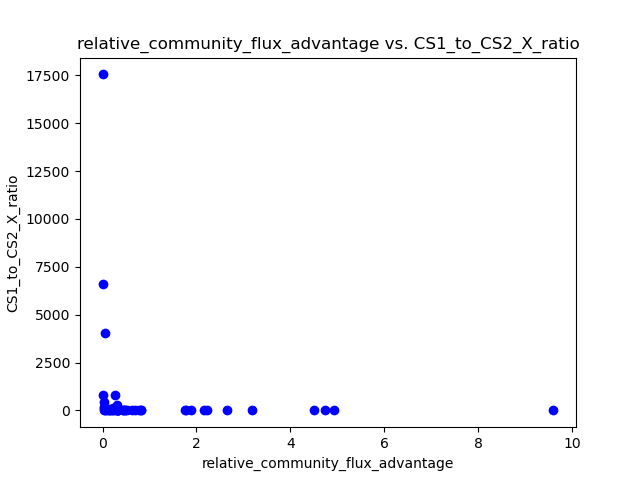 relative_community_flux_advantage vs. CS1_to_CS2_X_ratio
17500
15000
12500
10000
7500
5000
2500
0
CS1_to_CS2_X_ratio
0 2 4 6 8 10
relative_community_flux_advantage